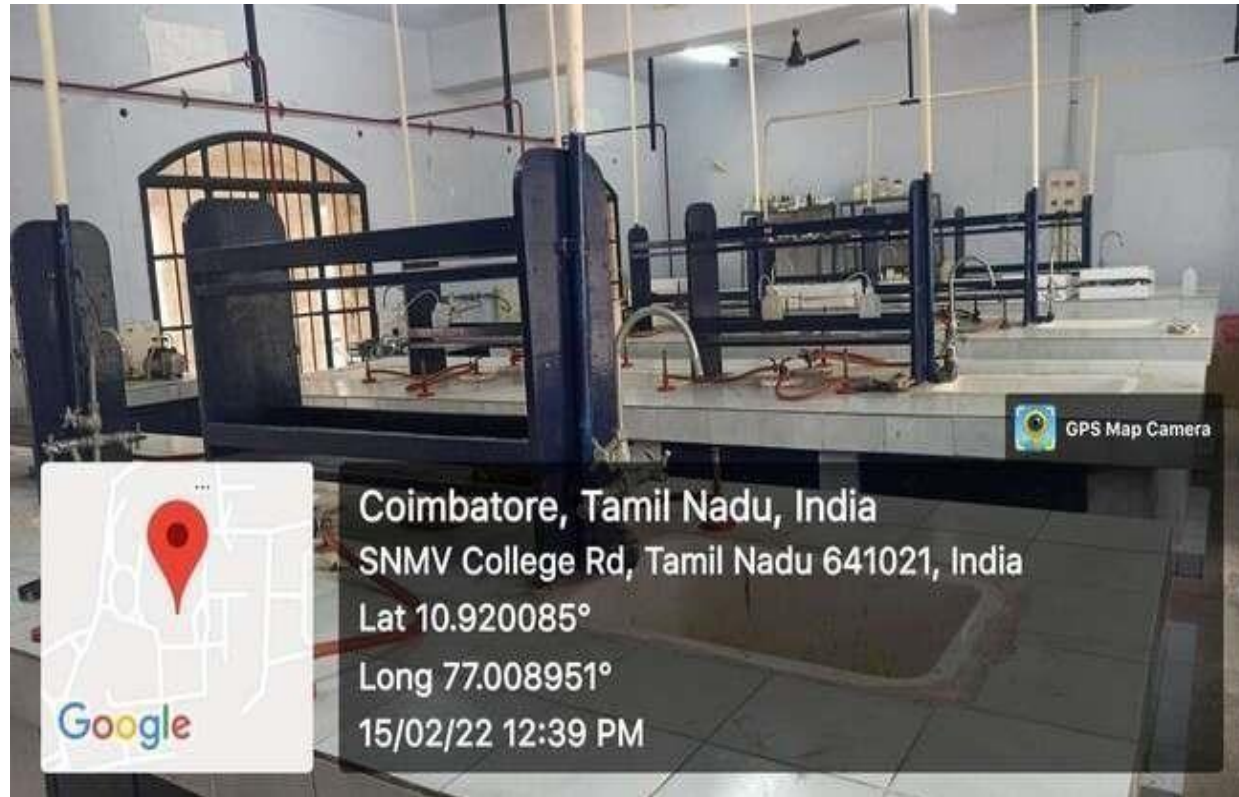 GPS Map Camera
Coimbatore, Tamil Nadu, India
SNMV College Rd, Tamil Nadu 641021, India
Lat 10.920085°
Long 77.008951°
15/02/22 12:39 PM
Google